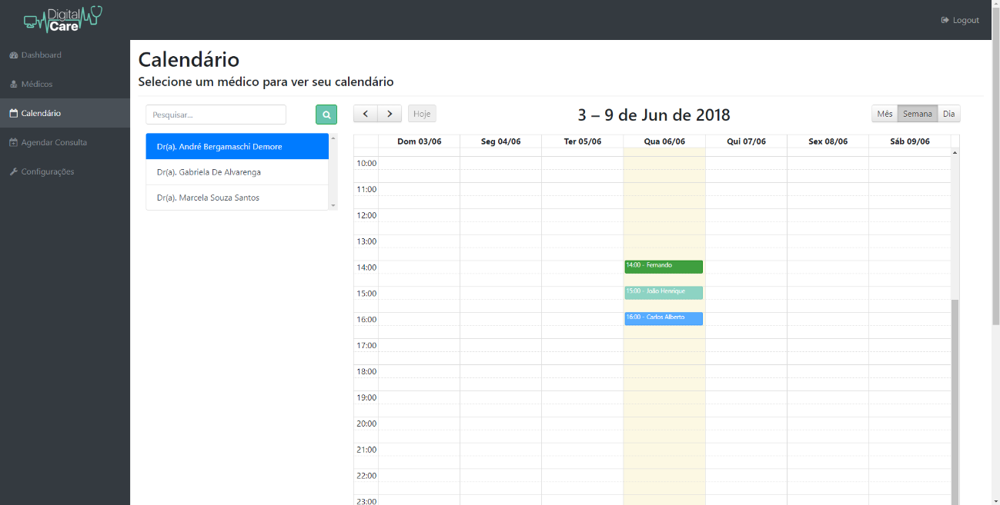 Digital
Care
Logout
Dashboard
Médicos
Calendário
Agendar Consulta
Configurações
Calendário
Selecione um médico para ver seu calendário
Pesquisar...
Dr(a). André Bergamaschi Demore
Dr(a). Gabriela De Alvarenga
Dr(a). Marcela Souza Santos
Hoje
3 – 9 de Jun de 2018
Mês Semana Dia
Dom 03/06 Seg 04/06 Ter 05/06 Qua 06/06 Qui 07/06 Sex 08/06 Sáb 09/06
10:00
11:00
12:00
13:00
14:00 14:00 - Fernando
15:00 15:00 - João Henrique
16:00 16:00 - Carlos Alberto
17:00
18:00
19:00
20:00
21:00
22:00
23:00